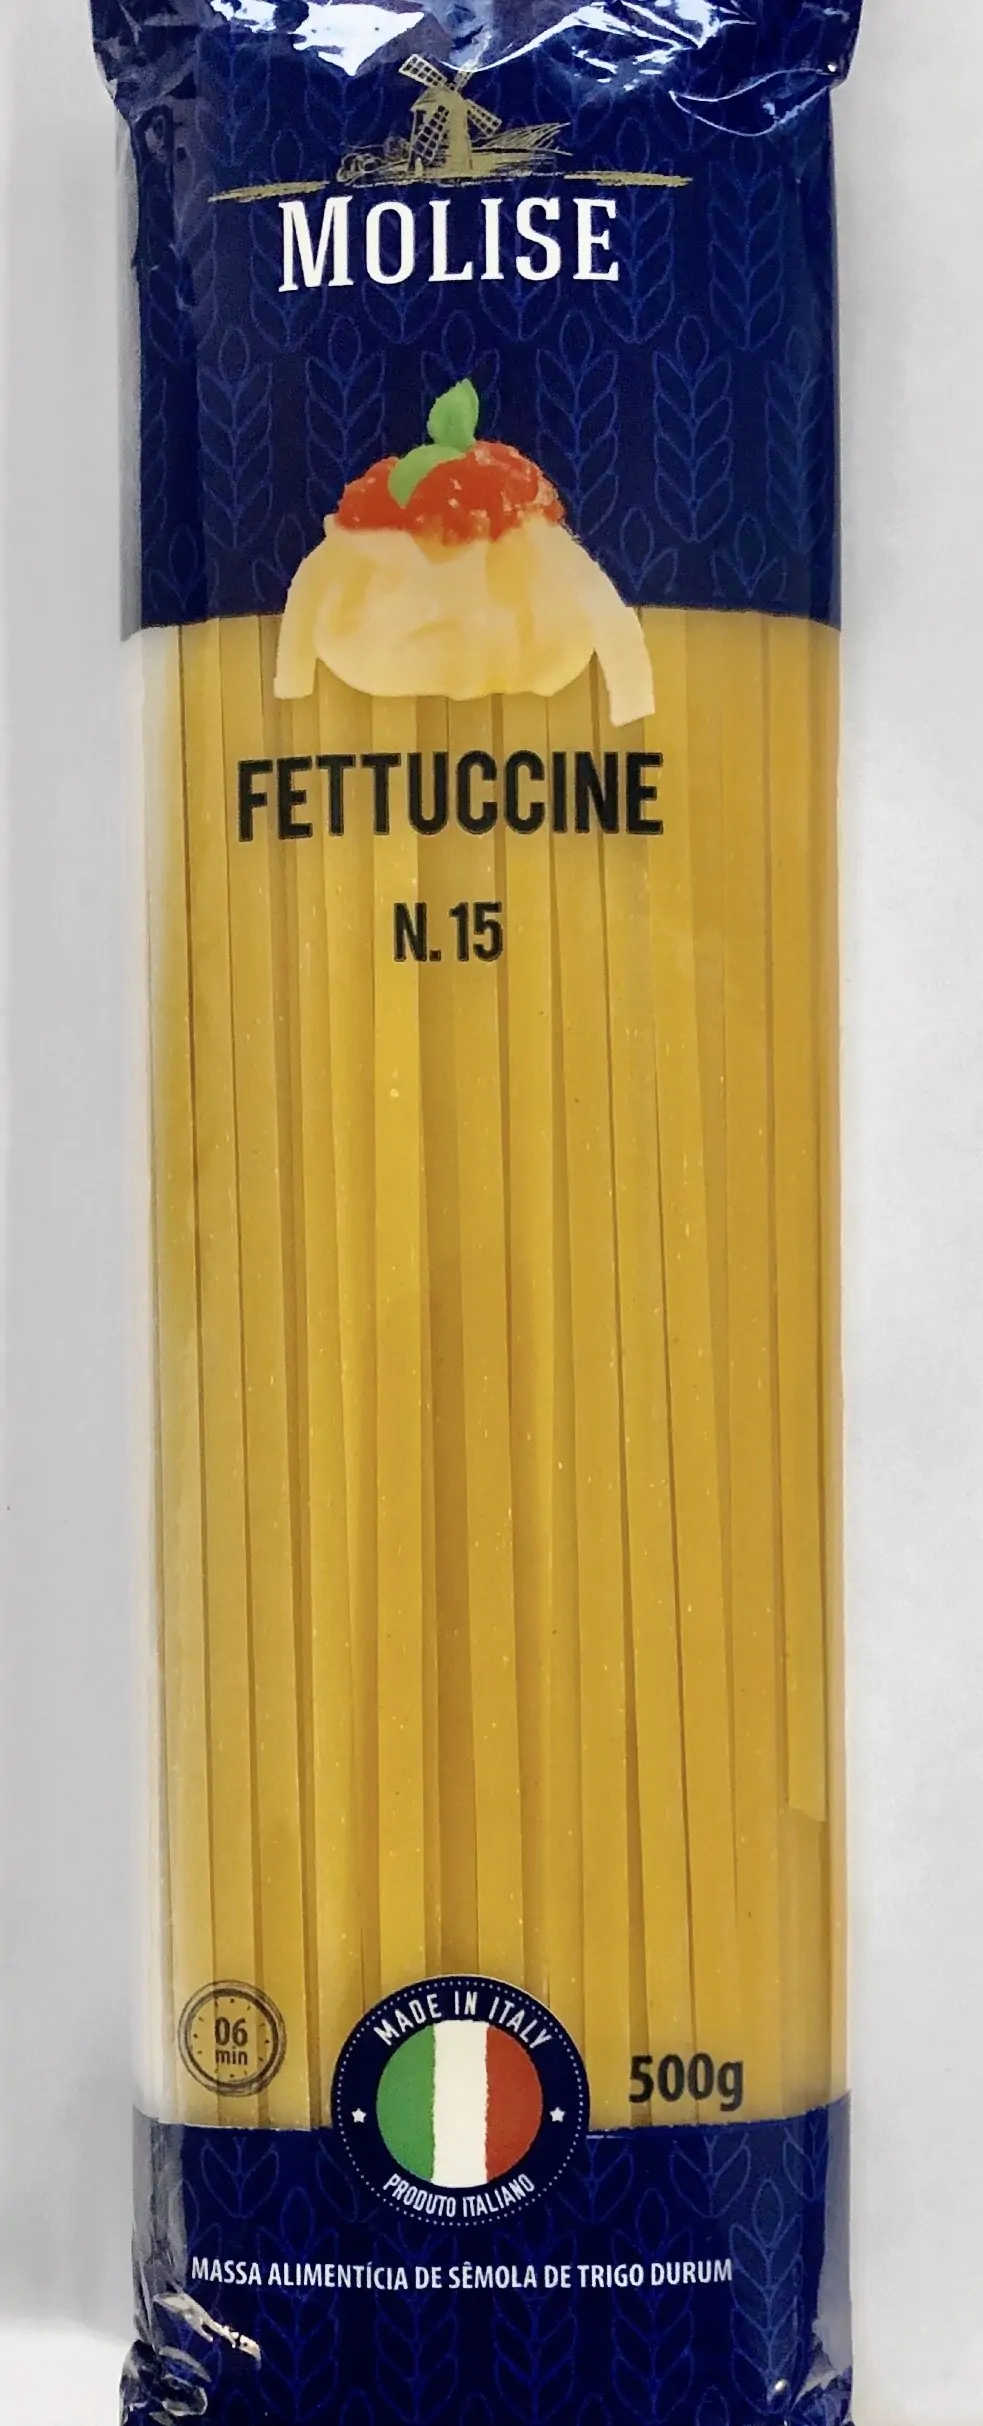 MOLISE
FETTUCCINE
N. 15
06
min
MADE IN ITALY
PRODUTO ITALIANO
500g
MASSA ALIMENTÍCIA DE SÊMOLA DE TRIGO DURUM